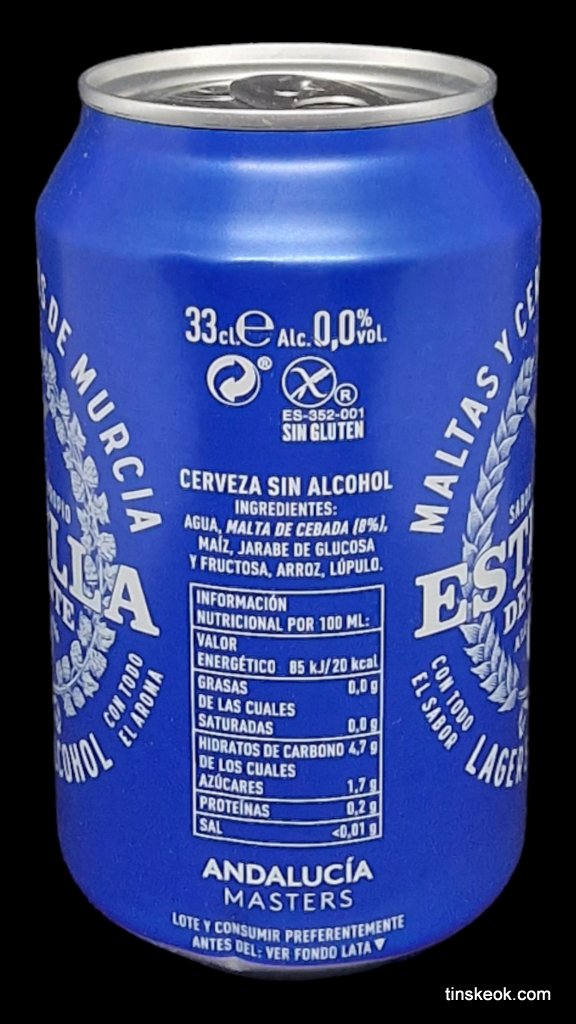 33cl. e Alc. 0,0% vol.
®
R
ES-352-001
SIN GLUTEN
DE MURCIA
MALTAS Y
CERVEZA SIN ALCOHOL
INGREDIENTES:
AGUA, MALTA DE CEBADA (8%),
MAÍZ, JARABE DE GLUCOSA
Y FRUCTOSA, ARROZ, LÚPULO.
INFORMACIÓN
NUTRICIONAL POR 100 ML:
VALOR
ENERGÉTICO 85 kJ/20 kcal
GRASAS 0,0 g
DE LAS CUALES
SATURADAS 0,0 g
HIDRATOS DE CARBONO 4,7 g
DE LOS CUALES
AZÚCARES 1,7 g
PROTEÍNAS 0,2 g
SAL <0,01 g
CON TODO
EL AROMA
CON TODO
EL SABOR
LAGER
ANDALUCÍA
MASTERS
LOTE Y CONSUMIR PREFERENTEMENTE
ANTES DEL: VER FONDO LATA▼
tinskeok.com